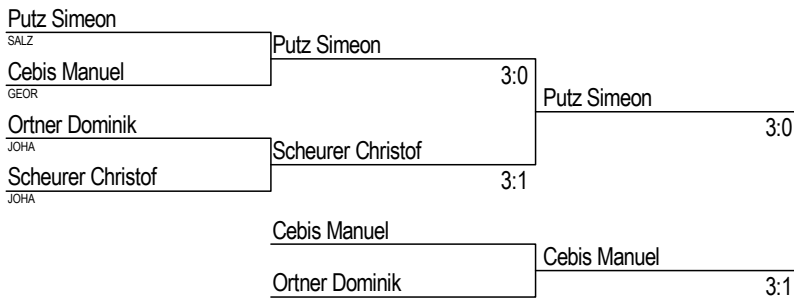 Putz Simeon
SALZ
Putz Simeon
Cebis Manuel
3:0
GEOR
Putz Simeon
Ortner Dominik
3:0
JOHA
Scheurer Christof
Scheurer Christof
3:1
JOHA
Cebis Manuel
Cebis Manuel
Ortner Dominik
3:1